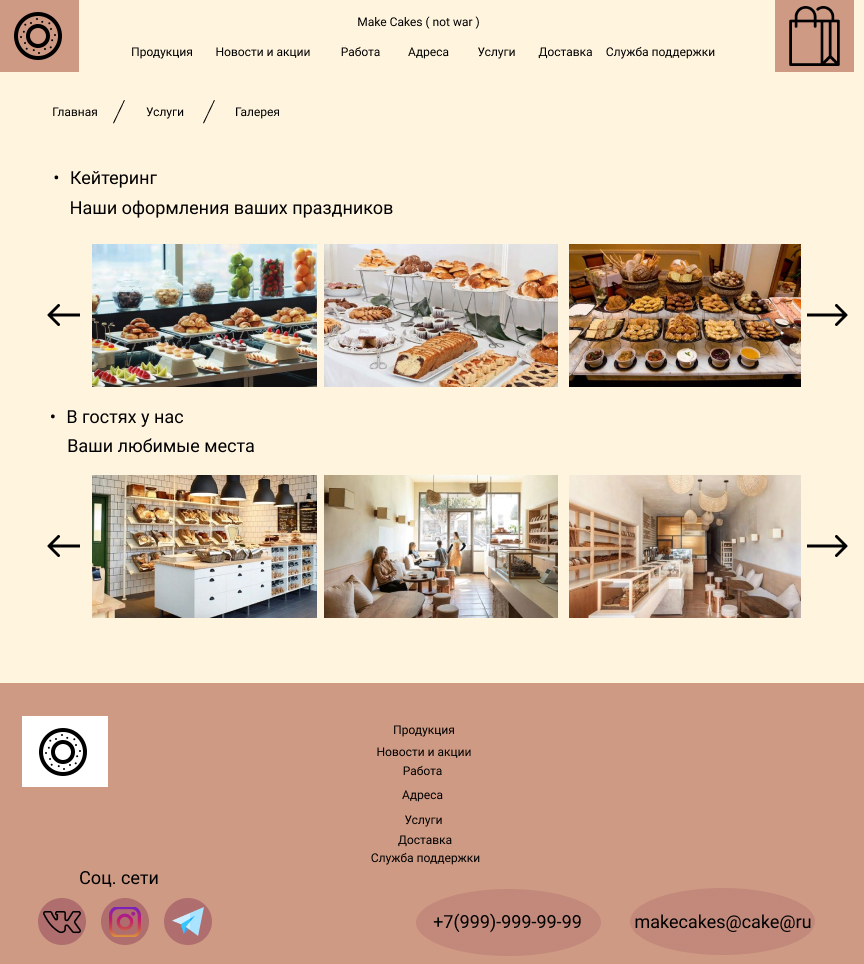 Make Cakes ( not war )
Продукция Новости и акции Работа Адреса Услуги Доставка Служба поддержки
Главная / Услуги / Галерея
• Кейтеринг
Наши оформления ваших праздников
• В гостях у нас
Ваши любимые места
Продукция
Новости и акции
Работа
Адреса
Услуги
Доставка
Служба поддержки
Соц. сети
+7(999)-999-99-99 makecakes@cake@ru